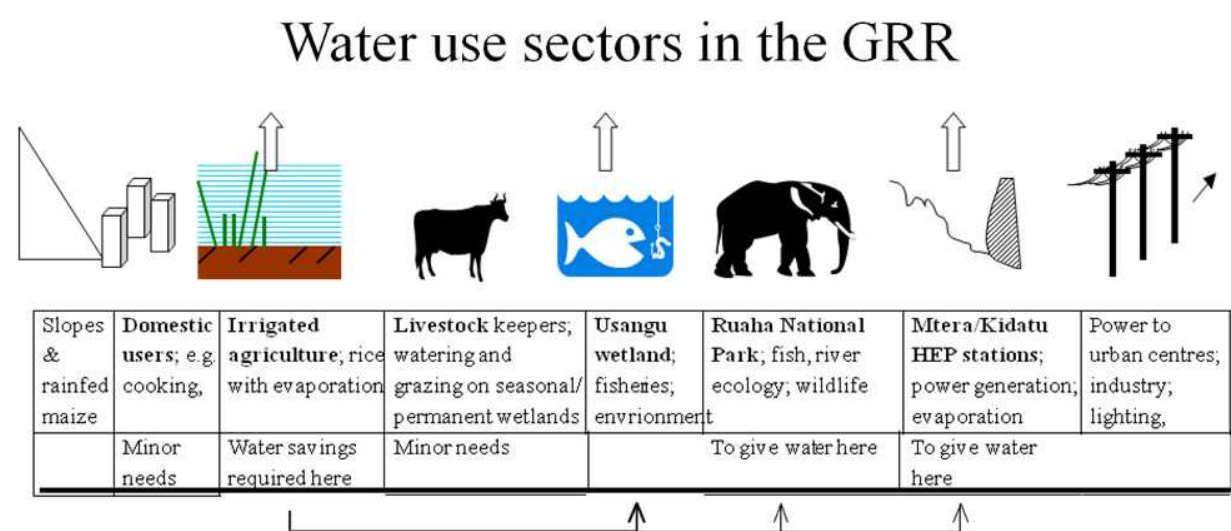 Water use sectors in the GRR
Slopes
&
rainfed
maize
Domestic
users; e.g.
cooking,
Irrigated
agriculture; rice
with evaporation
Livestock keepers;
watering and
grazing on seasonal/
permanent wetlands
Usangu
wetland;
fisheries;
envrionment
Ruaha National
Park; fish, river
ecology; wildlife
Mtera/Kidatu
HEP stations;
power generation;
evaporation
Power to
urban centres;
industry;
lighting,
Minor
needs
Water savings
required here
Minor needs
To give water here
To give water
here